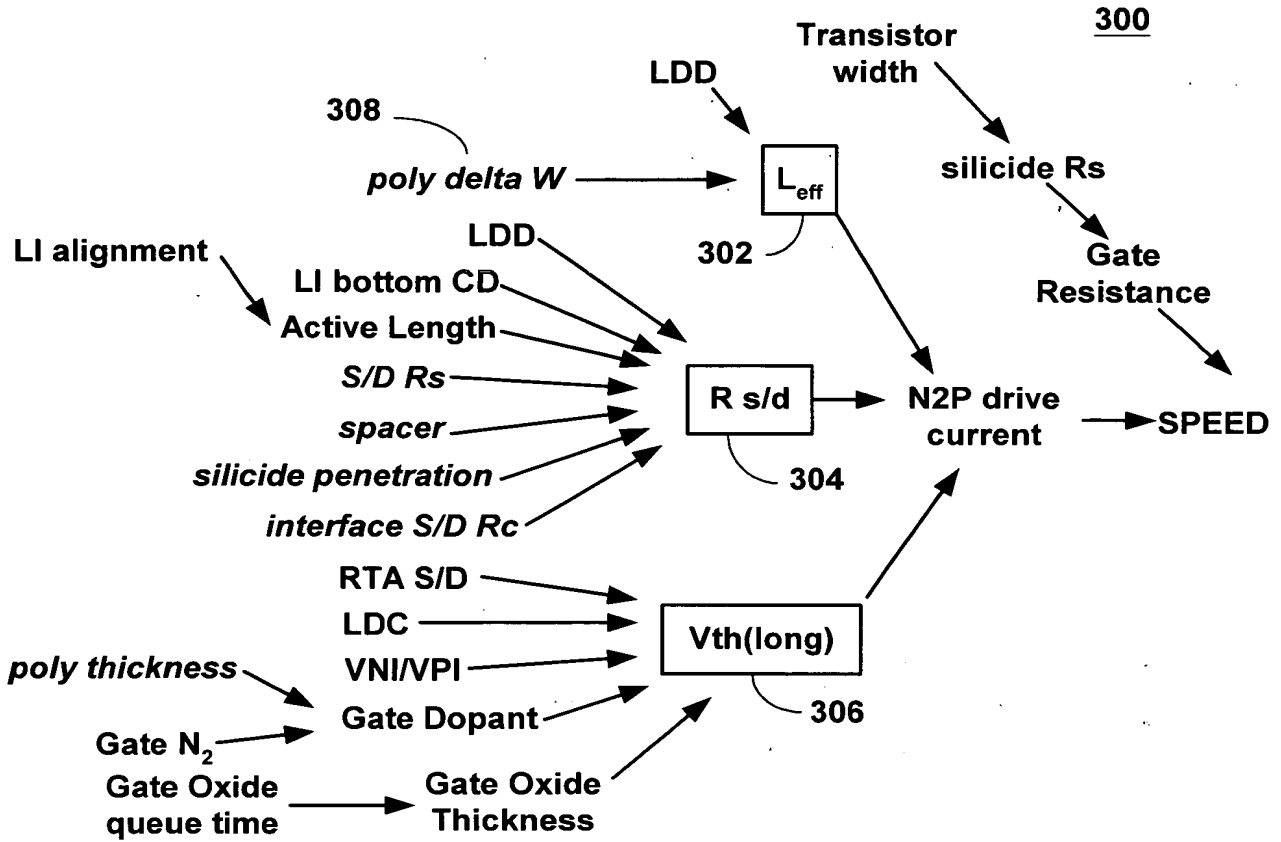 300
Transistor
width
LDD
308
poly delta W
Leff
silicide Rs
302
LDD
LI alignment
LI bottom CD
Gate
Resistance
Active Length
S/D Rs
R s/d
N2P drive
current
SPEED
spacer
silicide penetration
304
interface S/D Rc
RTA S/D
LDC
Vth(long)
VNI/VPI
poly thickness
306
Gate Dopant
Gate N2
Gate Oxide
queue time
Gate Oxide
Thickness